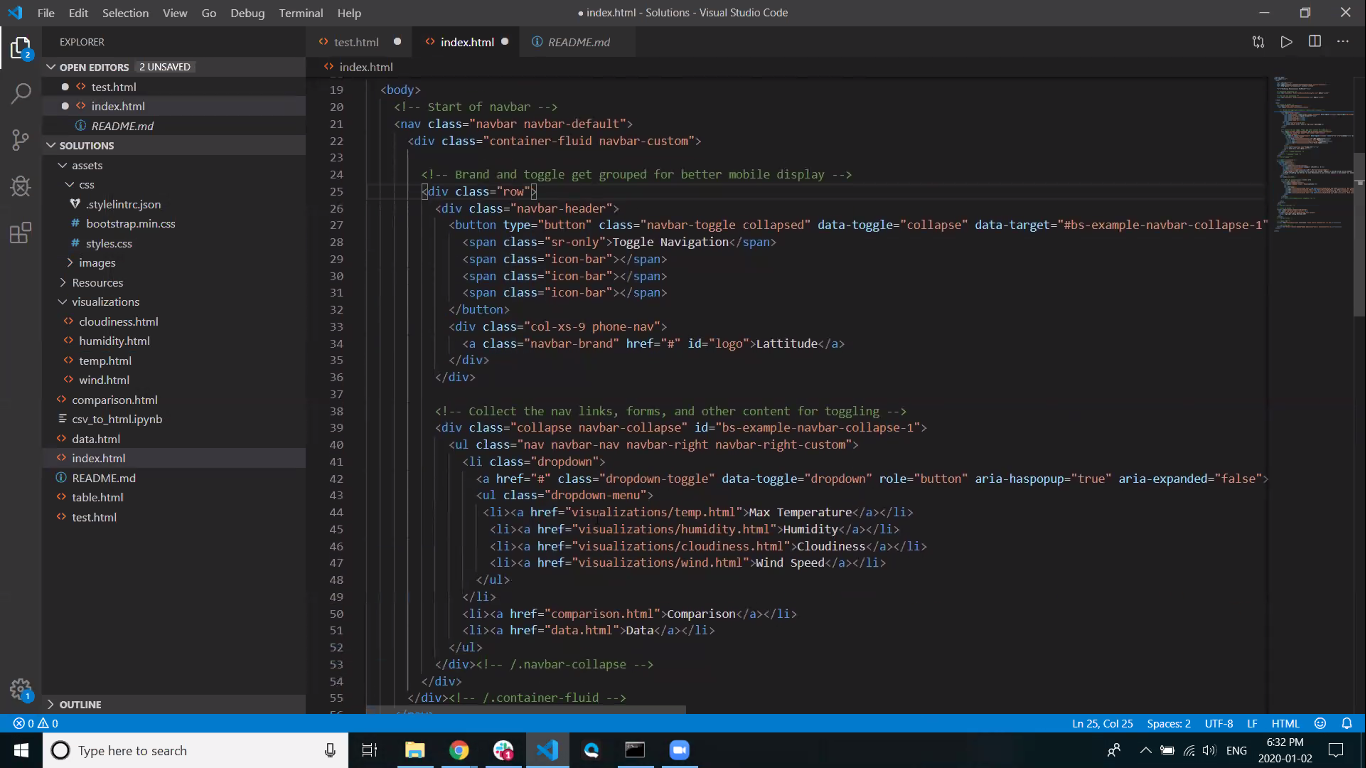 File Edit Selection View Go Debug Terminal Help
● index.html - Solutions - Visual Studio Code
EXPLORER
OPEN EDITORS 2 UNSAVED
test.html
index.html
README.md
SOLUTIONS
assets
css
.stylelintrc.json
bootstrap.min.css
styles.css
images
Resources
visualizations
cloudiness.html
humidity.html
temp.html
wind.html
comparison.html
csv_to_html.ipynb
data.html
index.html
README.md
table.html
test.html
OUTLINE
2
1
test.html index.html README.md
index.html
19 <body>
20 <!-- Start of navbar -->
21 <nav class="navbar navbar-default">
22 <div class="container-fluid navbar-custom">
23
24 <!-- Brand and toggle get grouped for better mobile display -->
25 <div class="row">
26 <div class="navbar-header">
27 <button type="button" class="navbar-toggle collapsed" data-toggle="collapse" data-target="#bs-example-navbar-collapse-1"
28 <span class="sr-only">Toggle Navigation</span>
29 <span class="icon-bar"></span>
30 <span class="icon-bar"></span>
31 <span class="icon-bar"></span>
32 </button>
33 <div class="col-xs-9 phone-nav">
34 <a class="navbar-brand" href="#" id="logo">Lattitude</a>
35 </div>
36 </div>
37
38 <!-- Collect the nav links, forms, and other content for toggling -->
39 <div class="collapse navbar-collapse" id="bs-example-navbar-collapse-1">
40 <ul class="nav navbar-nav navbar-right navbar-right-custom">
41 <li class="dropdown">
42 <a href="#" class="dropdown-toggle" data-toggle="dropdown" role="button" aria-haspopup="true" aria-expanded="false">
43 <ul class="dropdown-menu">
44 <li><a href="visualizations/temp.html">Max Temperature</a></li>
45 <li><a href="visualizations/humidity.html">Humidity</a></li>
46 <li><a href="visualizations/cloudiness.html">Cloudiness</a></li>
47 <li><a href="visualizations/wind.html">Wind Speed</a></li>
48 </ul>
49 </li>
50 <li><a href="comparison.html">Comparison</a></li>
51 <li><a href="data.html">Data</a></li>
52 </ul>
53 </div><!-- /.navbar-collapse -->
54 </div>
55 </div><!-- /.container-fluid -->
0 0 Ln 25, Col 25 Spaces: 2 UTF-8 LF HTML
Type here to search
ENG
6:32 PM
2020-01-02